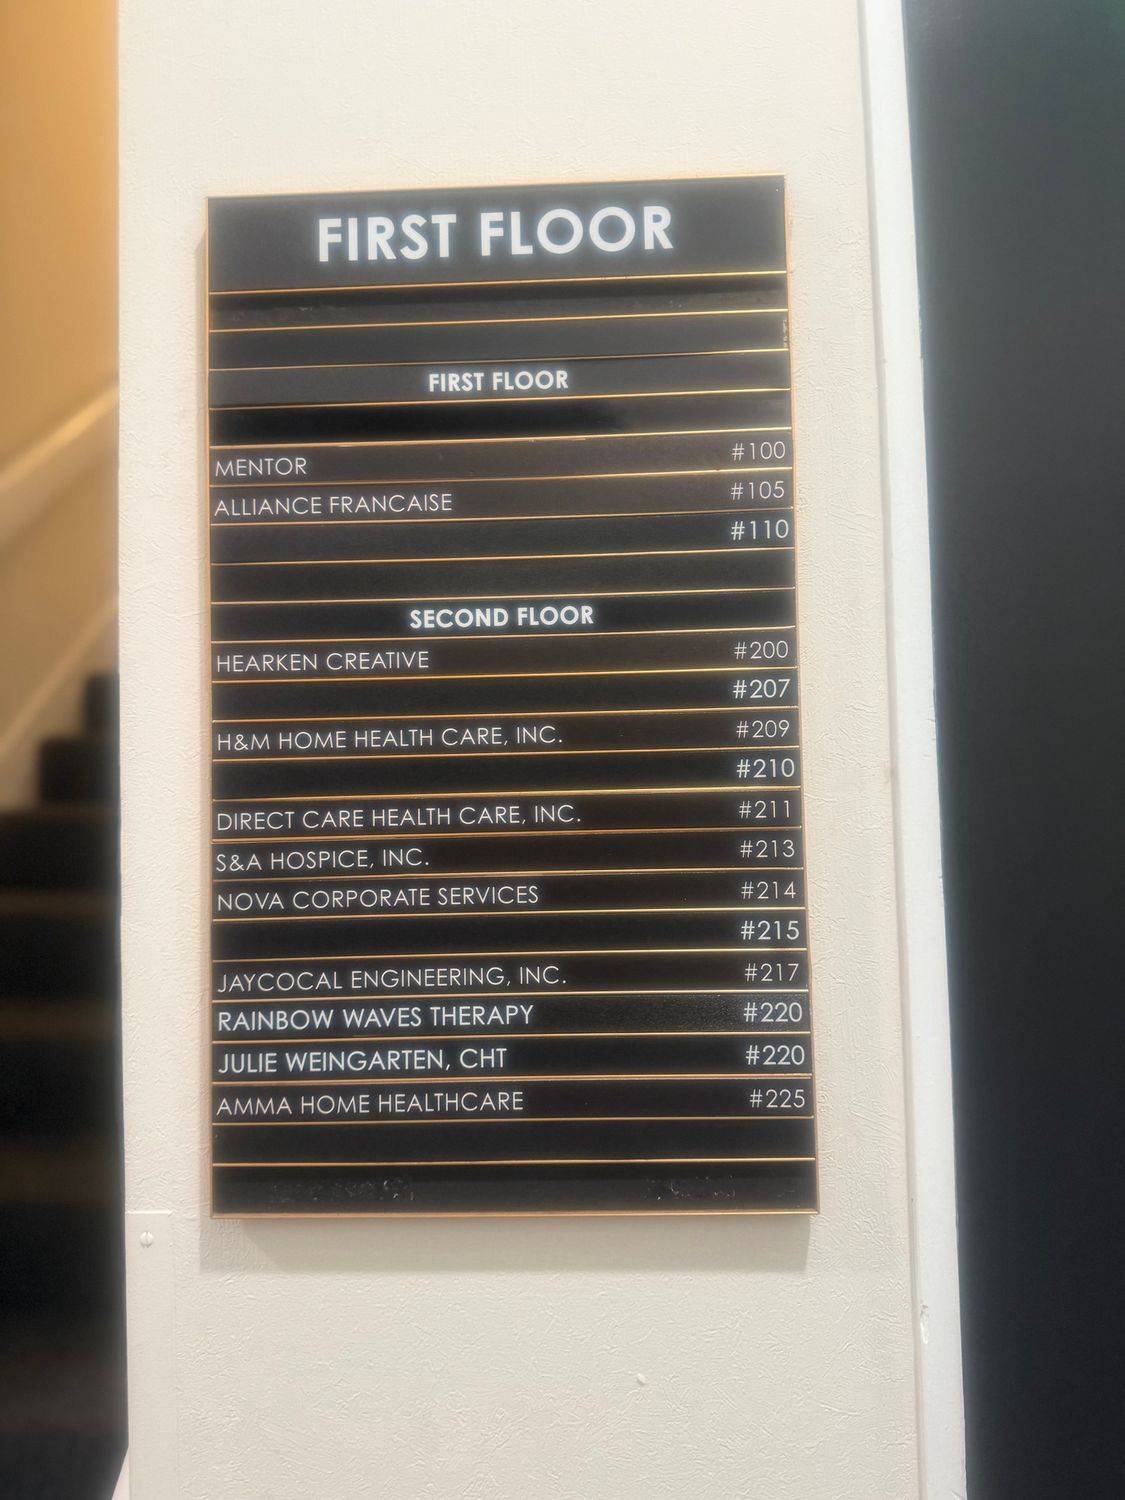 FIRST FLOOR
FIRST FLOOR
MENTOR #100
ALLIANCE FRANCAISE #105
#110
SECOND FLOOR
HEARKEN CREATIVE #200
#207
H&M HOME HEALTH CARE, INC. #209
#210
DIRECT CARE HEALTH CARE, INC. #211
S&A HOSPICE, INC. #213
NOVA CORPORATE SERVICES #214
#215
JAYCOCAL ENGINEERING, INC. #217
RAINBOW WAVES THERAPY #220
JULIE WEINGARTEN, CHT #220
AMMA HOME HEALTHCARE #225